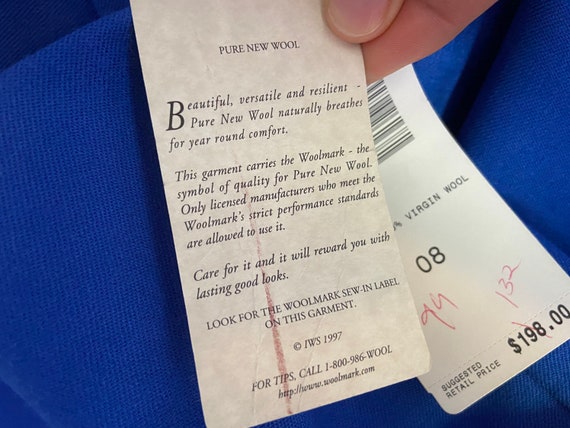 PURE NEW WOOL
Beautiful, versatile and resilient -
Pure New Wool naturally breathes
for year round comfort.
This garment carries the Woolmark - the
symbol of quality for Pure New Wool.
Only licensed manufacturers who meet the
Woolmark's strict performance standards
are allowed to use it.
Care for it and it will reward you with
lasting good looks.
LOOK FOR THE WOOLMARK SEW-IN LABEL
ON THIS GARMENT.
© IWS 1997
FOR TIPS, CALL 1-800-986-WOOL
http://www.woolmark.com
% VIRGIN WOOL
08
99
132
$198.00
SUGGESTED
RETAIL PRICE